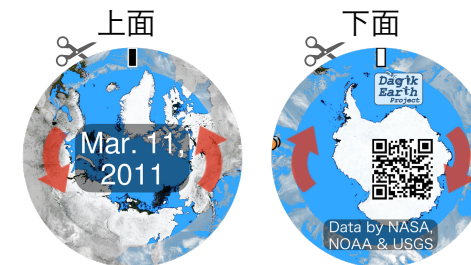 上面
下面
Mar. 11,
2011
Dagik
Earth
Project
Data by NASA,
NOAA & USGS